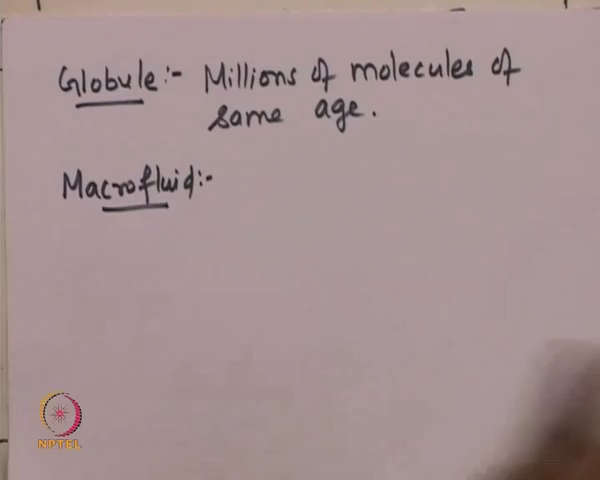 Globule:- Millions of molecules of
same age.
Macrofluid:-
NPTEL